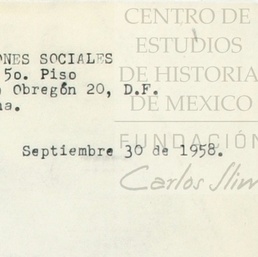 CENTRO DE
ESTUDIOS
DE HISTORIA
DE MEXICO
FUNDACIÓN
Carlos Slim
ONES SOCIALES
5o. Piso
Obregón 20, D.F.
na.
Septiembre 30 de 1958.